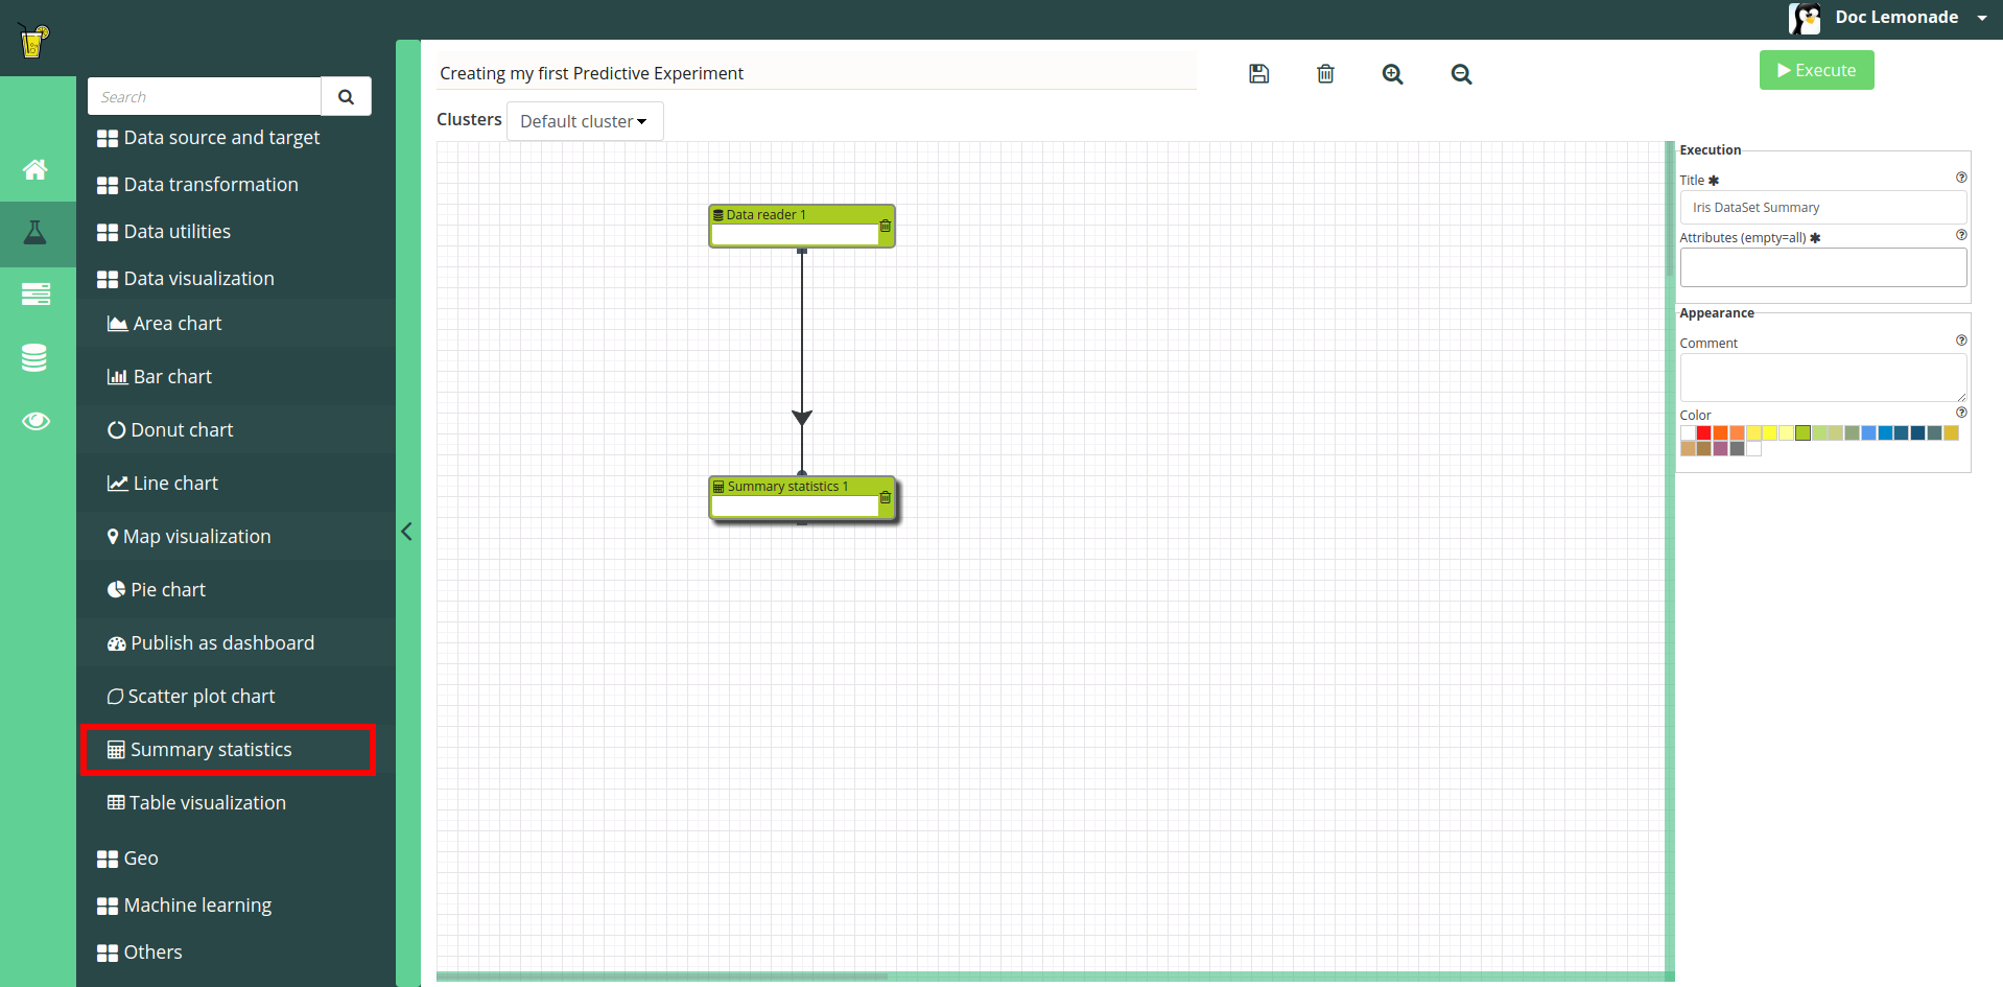 Doc Lemonade
Creating my first Predictive Experiment
Execute
Search
Clusters
Default cluster
Data source and target
Data transformation
Data utilities
Data visualization
Area chart
Bar chart
Donut chart
Line chart
Map visualization
Pie chart
Publish as dashboard
Scatter plot chart
Summary statistics
Table visualization
Geo
Machine learning
Others
Data reader 1
Summary statistics 1
Execution
Title ✱
Iris DataSet Summary
Attributes (empty=all) ✱
Appearance
Comment
Color